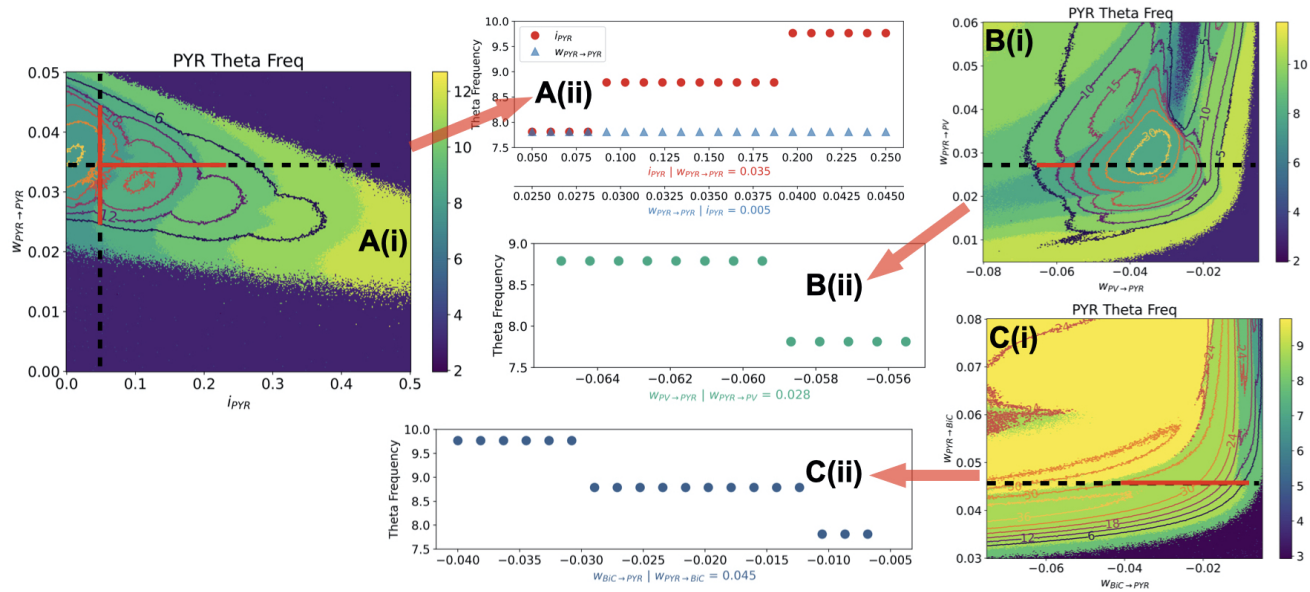 PYR Theta Freq
0.05
0.04
0.03
0.02
0.01
0.00
w_PYR→PYR
0.0
0.1
0.2
0.3
0.4
0.5
i_PYR
6
18
12
A(i)
12
10
8
6
4
2
10.0
9.5
9.0
8.5
8.0
7.5
Theta Frequency
i_PYR
w_PYR→PYR
A(ii)
0.050 0.075 0.100 0.125 0.150 0.175 0.200 0.225 0.250
i_PYR | w_PYR→PYR = 0.035
0.0250 0.0275 0.0300 0.0325 0.0350 0.0375 0.0400 0.0425 0.0450
w_PYR→PYR | i_PYR = 0.005
9.0
8.5
8.0
7.5
Theta Frequency
B(ii)
−0.064 −0.062 −0.060 −0.058 −0.056
w_PV→PYR | w_PYR→PV = 0.028
10.0
9.5
9.0
8.5
8.0
7.5
Theta Frequency
C(ii)
−0.040 −0.035 −0.030 −0.025 −0.020 −0.015 −0.010 −0.005
w_BiC→PYR | w_PYR→BiC = 0.045
PYR Theta Freq
B(i)
0.06
0.05
0.04
0.03
0.02
0.01
w_PYR→PV
5
10
15
20
30
10
5
−0.08 −0.06 −0.04 −0.02
w_PV→PYR
10
8
6
4
2
PYR Theta Freq
C(i)
0.08
0.07
0.06
0.05
0.04
0.03
w_PYR→BiC
24
24
24
24
30
30
30
18
12
6
−0.06 −0.04 −0.02
w_BiC→PYR
9
8
7
6
5
4
3